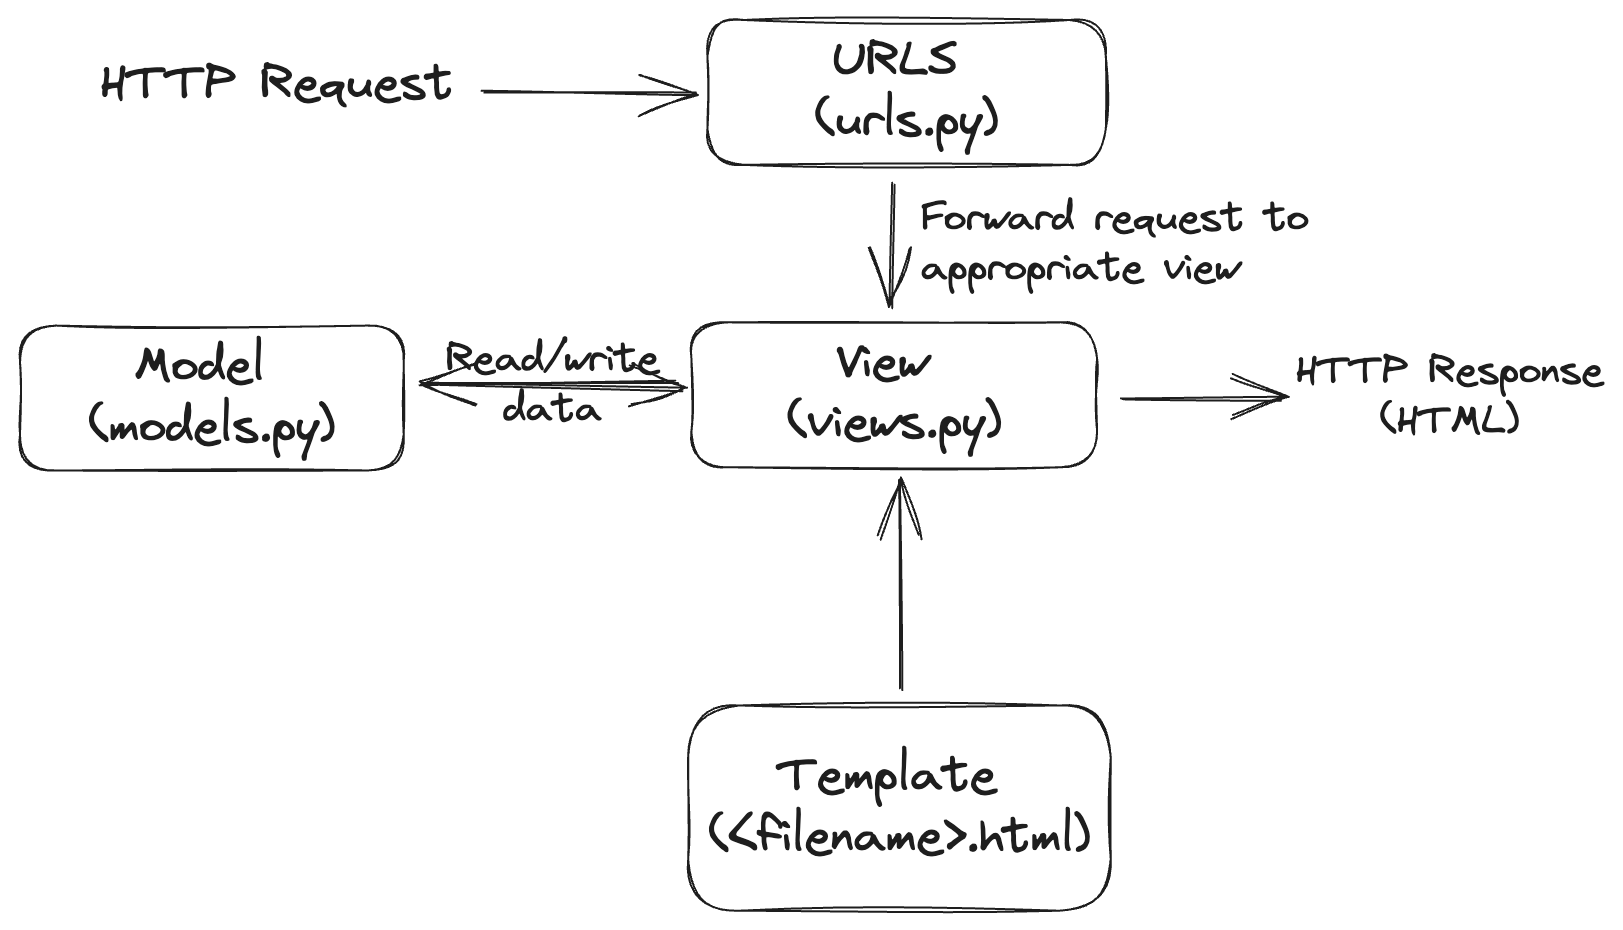 HTTP Request
URLS
(urls.py)
Forward request to
appropriate view
Model
(models.py)
Read/write
data
View
(views.py)
HTTP Response
(HTML)
Template
(<filename>.html)